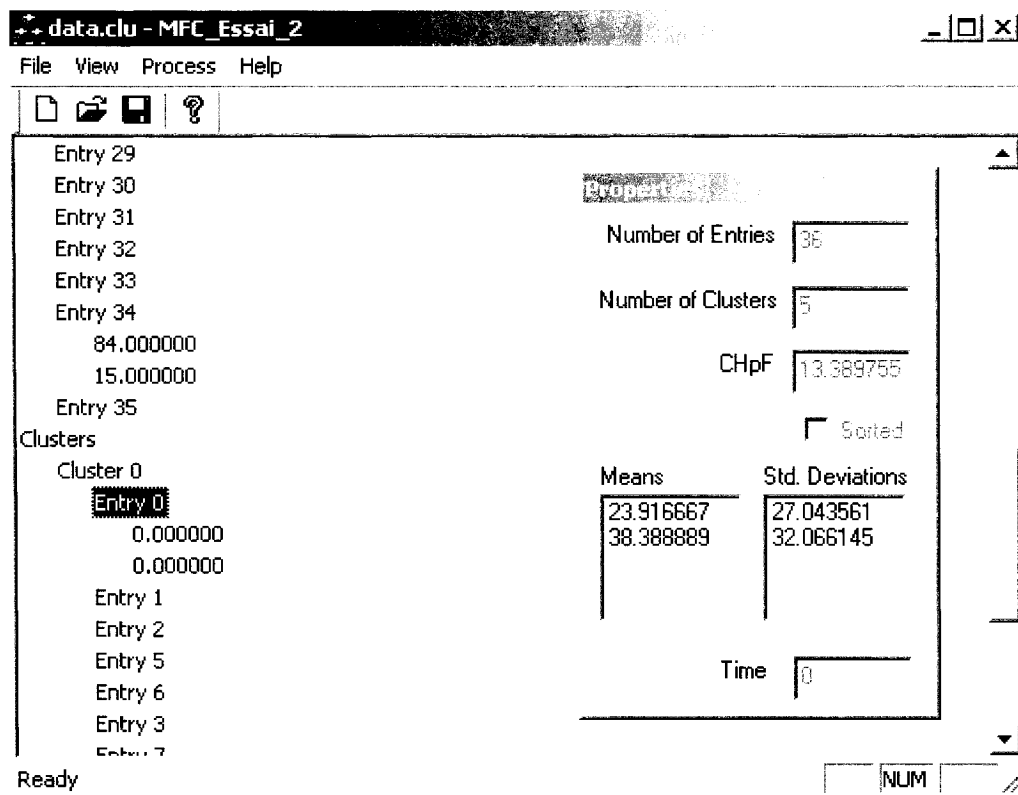 data.clu - MFC_Essai_2
File View Process Help
Entry 29
Entry 30
Entry 31
Entry 32
Entry 33
Entry 34
84.000000
15.000000
Entry 35
Clusters
Cluster 0
Entry 0
0.000000
0.000000
Entry 1
Entry 2
Entry 5
Entry 6
Entry 3
Entry 7
Properties
Number of Entries 36
Number of Clusters 5
CHpF 13.389755
Sorted
Means Std. Deviations
23.916667 27.043561
38.388889 32.066145
Time 0
Ready NUM